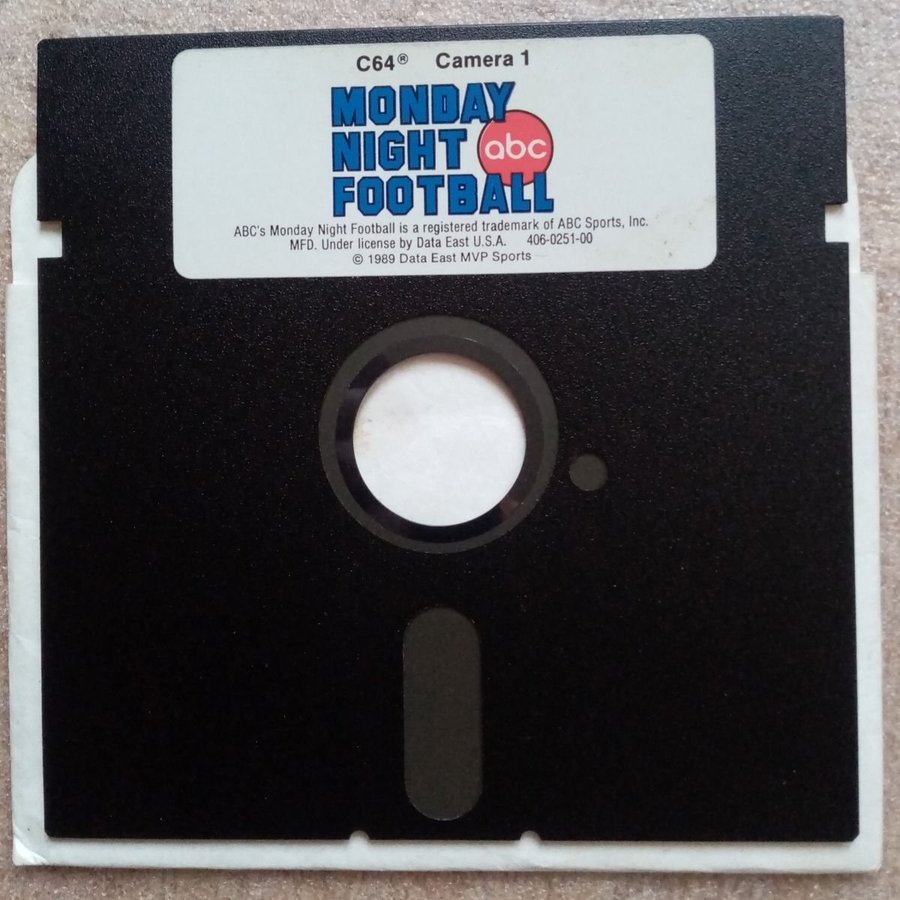 C64® Camera 1
MONDAY
NIGHT abc
FOOTBALL
ABC's Monday Night Football is a registered trademark of ABC Sports, Inc.
MFD. Under license by Data East U.S.A. 406-0251-00
© 1989 Data East MVP Sports